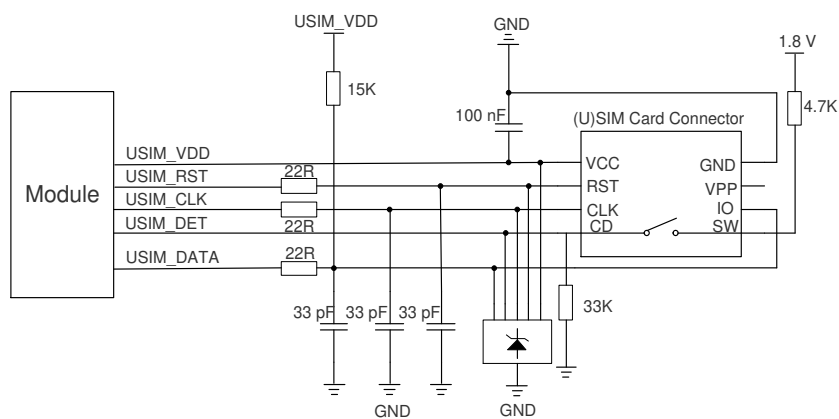 USIM_VDD
GND
1.8 V
15K
4.7K
100 nF
(U)SIM Card Connector
Module
USIM_VDD
VCC
GND
USIM_RST
22R
RST
VPP
USIM_CLK
CLK
IO
USIM_DET
22R
CD
SW
USIM_DATA
22R
33 pF
33 pF
33 pF
33K
GND
GND